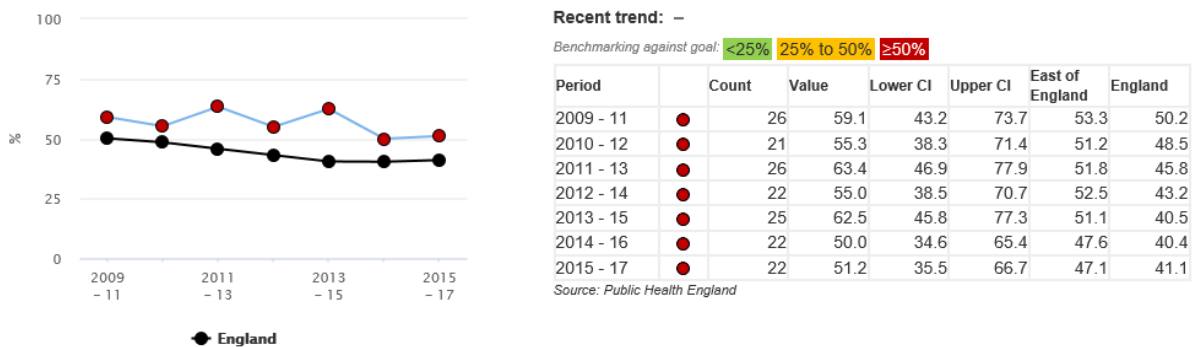 100
75
50
25
0
%
2009 – 11
2011 – 13
2013 – 15
2015 – 17
England
Recent trend: –
Benchmarking against goal: <25% 25% to 50% ≥50%
Period Count Value Lower CI Upper CI East of England England
2009 - 11 26 59.1 43.2 73.7 53.3 50.2
2010 - 12 21 55.3 38.3 71.4 51.2 48.5
2011 - 13 26 63.4 46.9 77.9 51.8 45.8
2012 - 14 22 55.0 38.5 70.7 52.5 43.2
2013 - 15 25 62.5 45.8 77.3 51.1 40.5
2014 - 16 22 50.0 34.6 65.4 47.6 40.4
2015 - 17 22 51.2 35.5 66.7 47.1 41.1
Source: Public Health England